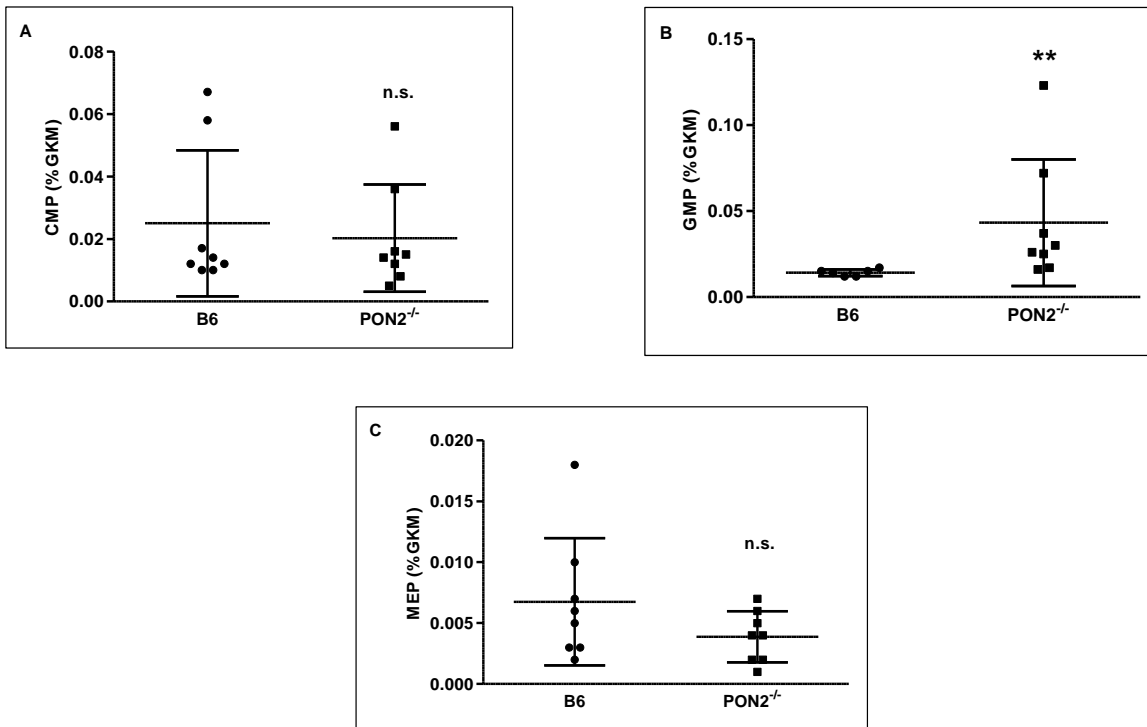 A
CMP (%GKM)
0.08
0.06
0.04
0.02
0.00
n.s.
B6 PON2-/-
B
GMP (%GKM)
0.15
0.10
0.05
0.00
**
B6 PON2-/-
C
MEP (%GKM)
0.020
0.015
0.010
0.005
0.000
n.s.
B6 PON2-/-